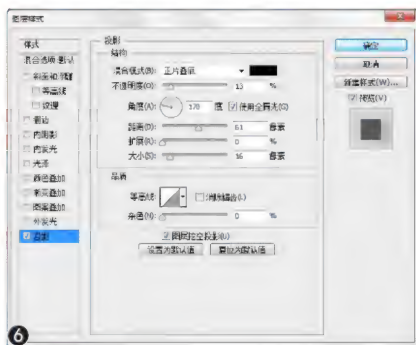 图层样式
样式
混合选项:默认
斜面和浮雕
等高线
纹理
描边
内阴影
内发光
光泽
颜色叠加
渐变叠加
图案叠加
外发光
投影
投影
结构
混合模式(B): 正片叠底
不透明度(O): 10 %
角度(A): 170 度 使用全局光(G)
距离(D): 61 像素
扩展(R): 0 %
大小(S): 16 像素
品质
等高线: 消除锯齿(L)
杂色(N): 0 %
图层挖空投影(U)
设置为默认值 复位为默认值
确定
取消
新建样式(W)...
预览(V)
6